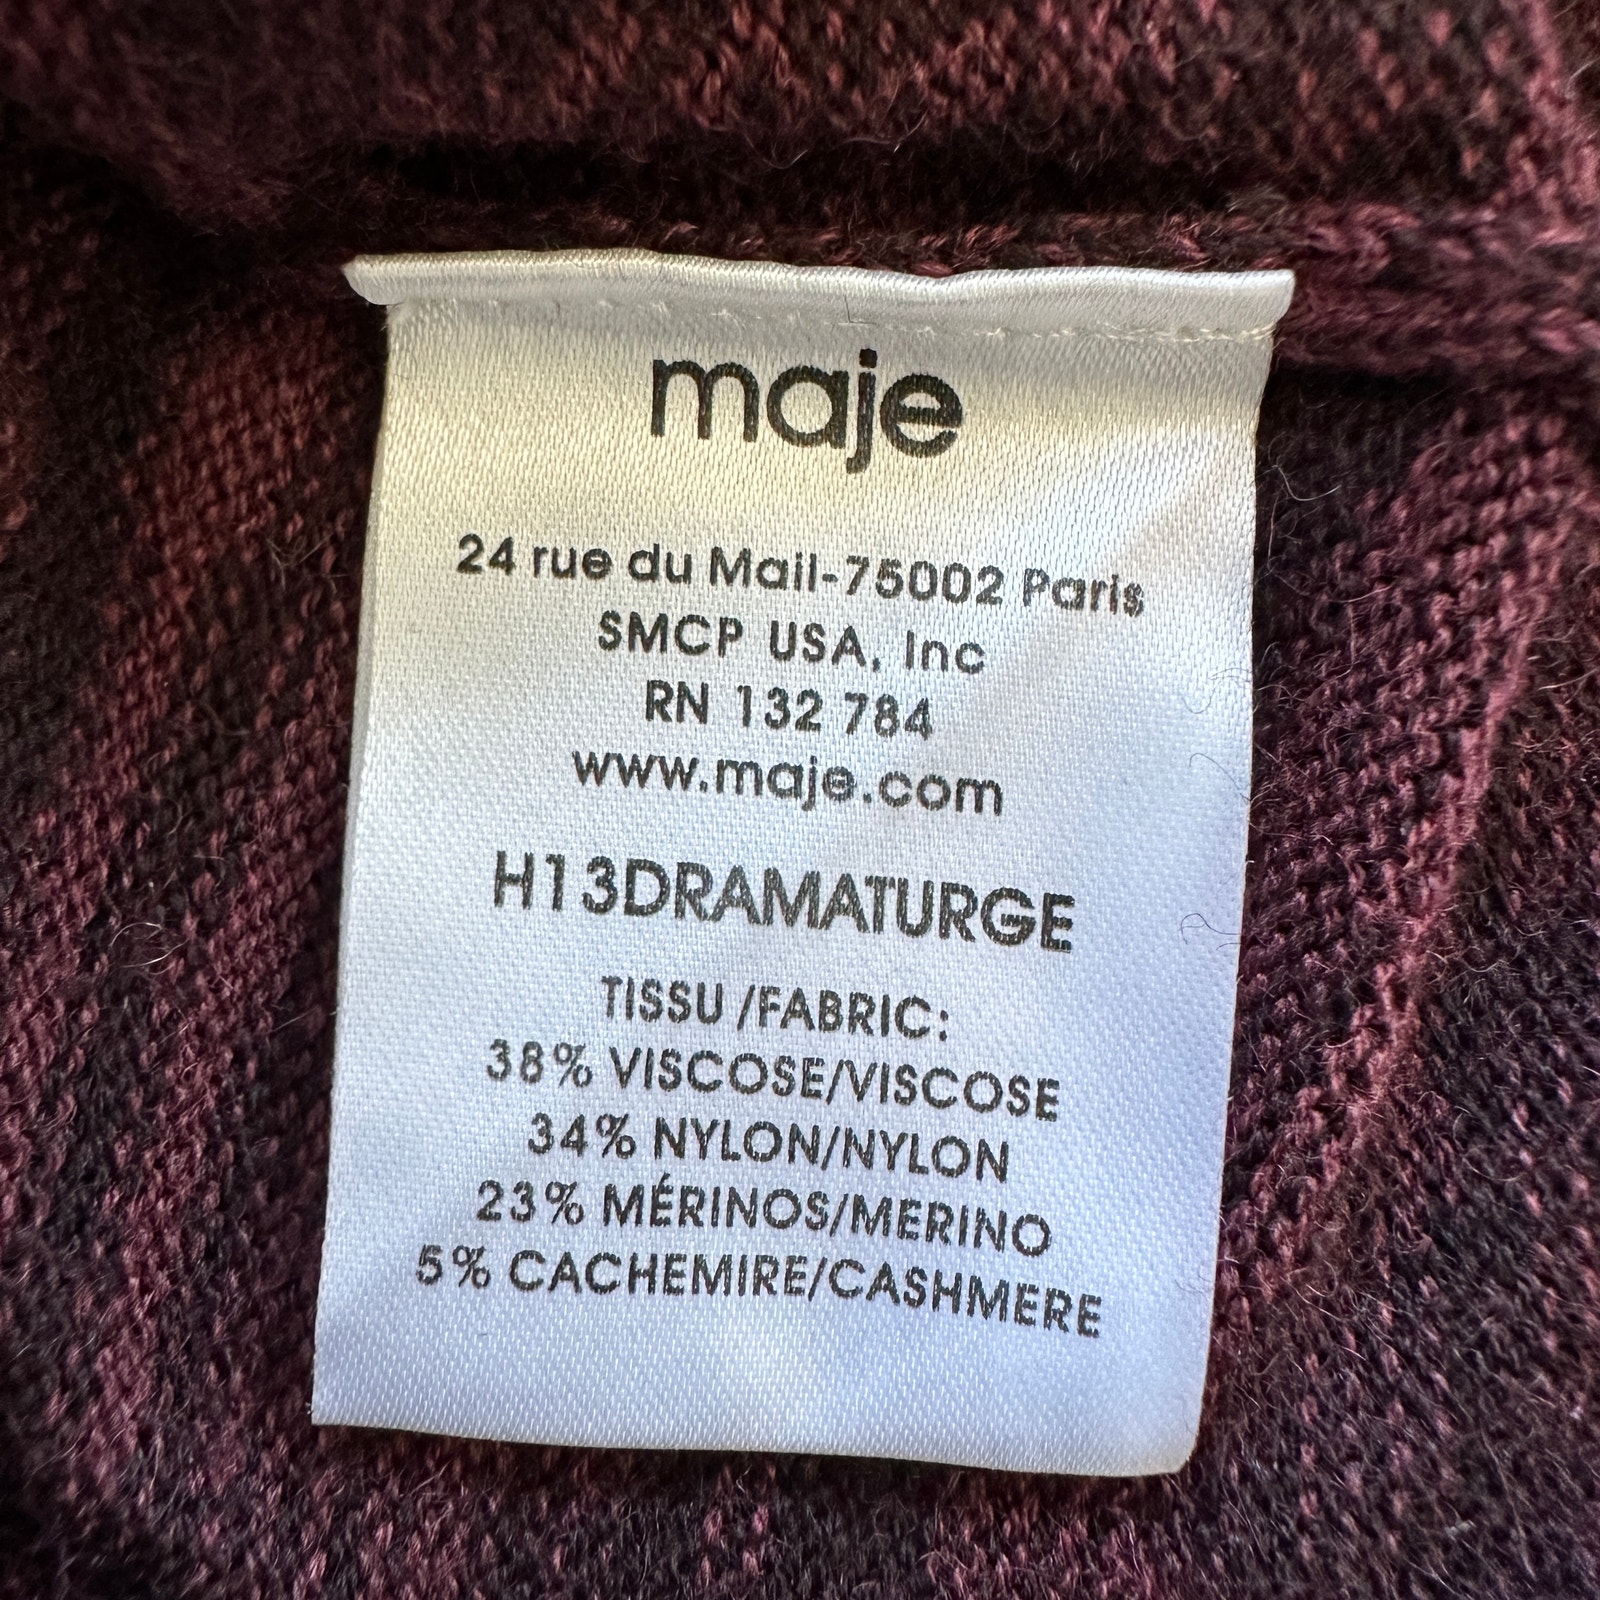 maje
24 rue du Mail-75002 Paris
SMCP USA, Inc
RN 132 784
www.maje.com
H13DRAMATURGE
TISSU /FABRIC:
38% VISCOSE/VISCOSE
34% NYLON/NYLON
23% MÉRINOS/MERINO
5% CACHEMIRE/CASHMERE